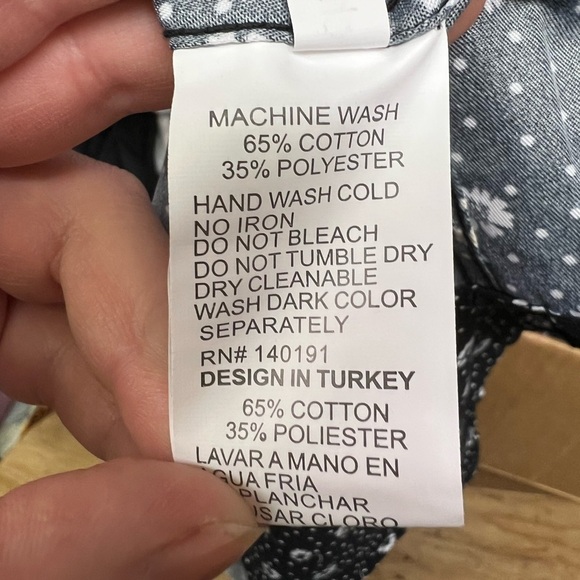 MACHINE WASH
65% COTTON
35% POLYESTER
HAND WASH COLD
NO IRON
DO NOT BLEACH
DO NOT TUMBLE DRY
DRY CLEANABLE
WASH DARK COLOR
SEPARATELY
RN# 140191
DESIGN IN TURKEY
65% COTTON
35% POLIESTER
LAVAR A MANO EN
AGUA FRIA
PLANCHAR
CLORO